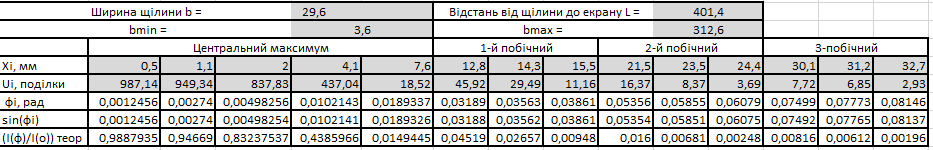 Ширина щілини b = 29,6 Відстань від щілини до екрану L = 401,4
bmin = 3,6 bmax = 312,6
Центральний максимум 1-й побічний 2-й побічний 3-побічний
Xi, мм 0,5 1,1 2 4,1 7,6 12,8 14,3 15,5 21,5 23,5 24,4 30,1 31,2 32,7
Ui, поділки 987,14 949,34 837,83 437,04 18,52 45,92 29,49 11,16 16,37 8,37 3,69 7,72 6,85 2,93
φi, рад 0,0012456 0,00274 0,00498256 0,0102143 0,0189337 0,03189 0,03563 0,03861 0,05356 0,05855 0,06079 0,07499 0,07773 0,08146
sin(φi) 0,0012456 0,00274 0,00498254 0,0102141 0,0189326 0,03188 0,03562 0,03861 0,05354 0,05851 0,06075 0,07492 0,07765 0,08137
(I(ф)/I(о)) теор 0,9887935 0,94669 0,83237537 0,4385966 0,0149445 0,04519 0,02657 0,00948 0,016 0,00681 0,00248 0,00816 0,00612 0,00196